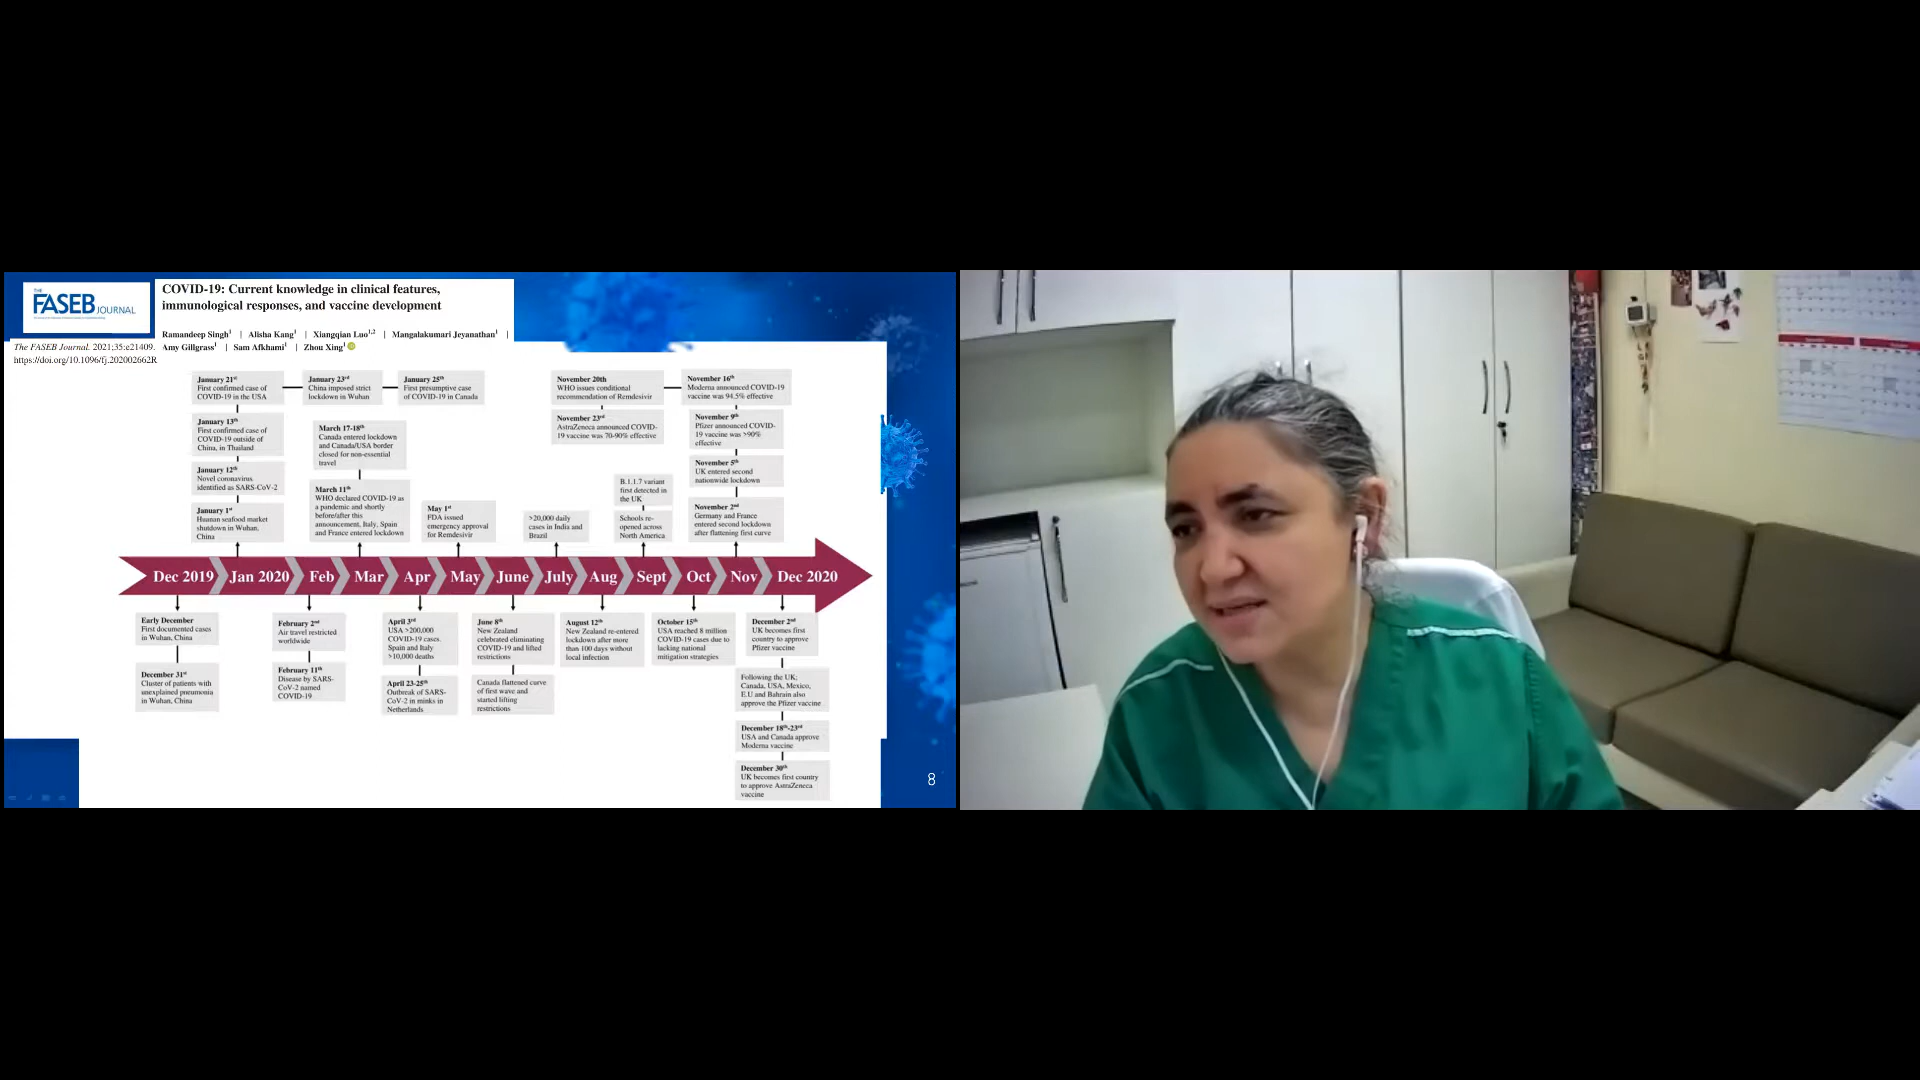 THE
FASEB JOURNAL
COVID-19: Current knowledge in clinical features,
immunological responses, and vaccine development
Ramandeep Singh1 | Alisha Kang1 | Xiangqian Luo1,2 | Mangalakumari Jeyanathan1 |
Amy Gillgrass1 | Sam Afkhami1 | Zhou Xing1
The FASEB Journal. 2021;35:e21409.
https://doi.org/10.1096/fj.202002662R
January 21st
First confirmed case of
COVID-19 in the USA
January 23rd
China imposed strict
lockdown in Wuhan
January 25th
First presumptive case
of COVID-19 in Canada
January 13th
First confirmed case of
COVID-19 outside of
China, in Thailand
January 12th
Novel coronavirus
identified as SARS-CoV-2
January 1st
Huanan seafood market
shutdown in Wuhan,
China
March 17-18th
Canada entered lockdown
and Canada/USA border
closed for non-essential
travel
March 11th
WHO declared COVID-19 as
a pandemic and shortly
before/after this
announcement, Italy, Spain
and France entered lockdown
May 1st
FDA issued
emergency approval
for Remdesivir
>20,000 daily
cases in India and
Brazil
B.1.1.7 variant
first detected in
the UK
Schools re-
opened across
North America
November 20th
WHO issues conditional
recommendation of Remdesivir
November 23rd
AstraZeneca announced COVID-
19 vaccine was 70-90% effective
November 16th
Moderna announced COVID-19
vaccine was 94.5% effective
November 9th
Pfizer announced COVID-
19 vaccine was >90%
effective
November 5th
UK entered second
nationwide lockdown
November 2nd
Germany and France
entered second lockdown
after flattening first curve
Dec 2019 Jan 2020 Feb Mar Apr May June July Aug Sept Oct Nov Dec 2020
Early December
First documented cases
in Wuhan, China
December 31st
Cluster of patients with
unexplained pneumonia
in Wuhan, China
February 2nd
Air travel restricted
worldwide
February 11th
Disease by SARS-
CoV-2 named
COVID-19
April 3rd
USA >200,000
COVID-19 cases.
Spain and Italy
>10,000 deaths
April 23-25th
Outbreak of SARS-
CoV-2 in minks in
Netherlands
June 8th
New Zealand
celebrated eliminating
COVID-19 and lifted
restrictions
Canada flattened curve
of first wave and
started lifting
restrictions
August 12th
New Zealand re-entered
lockdown after more
than 100 days without
local infection
October 15th
USA reached 8 million
COVID-19 cases due to
lacking national
mitigation strategies
December 2nd
UK becomes first
country to approve
Pfizer vaccine
Following the UK;
Canada, USA, Mexico,
E.U and Bahrain also
approve the Pfizer vaccine
December 18th-23rd
USA and Canada approve
Moderna vaccine
December 30th
UK becomes first country
to approve AstraZeneca
vaccine
8